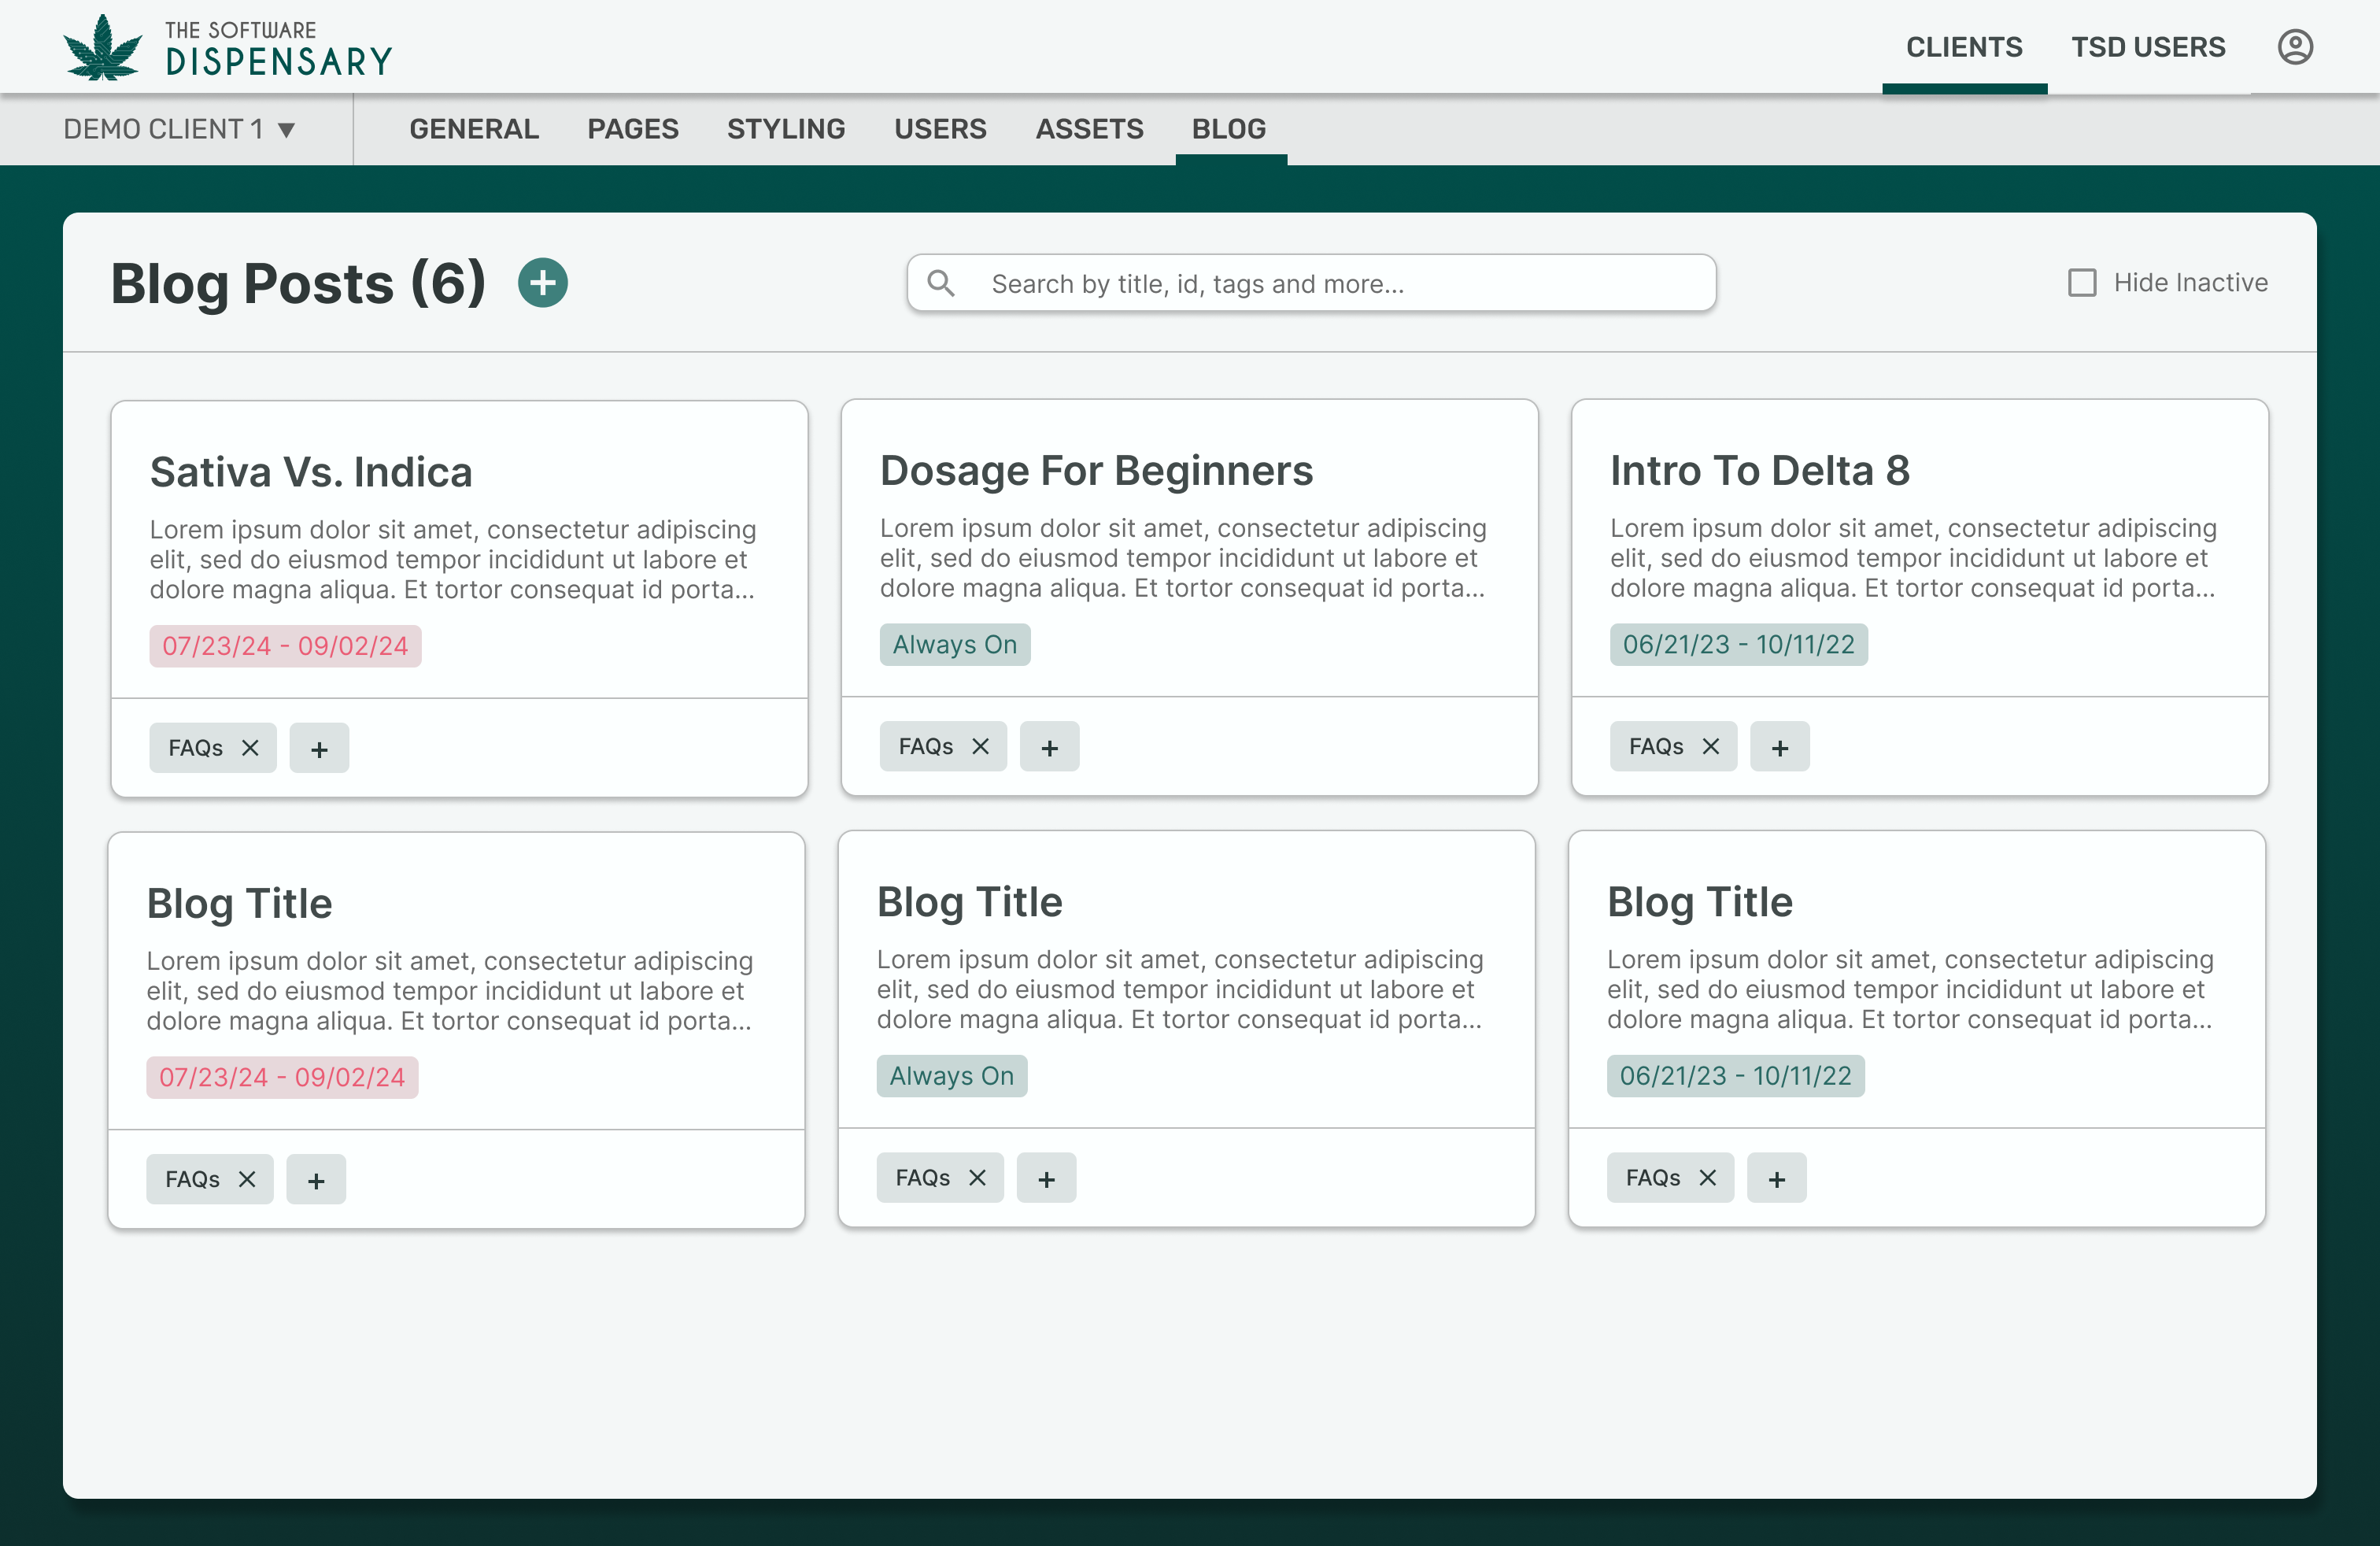 THE SOFTWARE
DISPENSARY
CLIENTS
TSD USERS
DEMO CLIENT 1
GENERAL
PAGES
STYLING
USERS
ASSETS
BLOG
Blog Posts (6)
Search by title, id, tags and more...
Hide Inactive
Sativa Vs. Indica
Lorem ipsum dolor sit amet, consectetur adipiscing
elit, sed do eiusmod tempor incididunt ut labore et
dolore magna aliqua. Et tortor consequat id porta...
07/23/24 - 09/02/24
FAQs
+
Dosage For Beginners
Lorem ipsum dolor sit amet, consectetur adipiscing
elit, sed do eiusmod tempor incididunt ut labore et
dolore magna aliqua. Et tortor consequat id porta...
Always On
FAQs
+
Intro To Delta 8
Lorem ipsum dolor sit amet, consectetur adipiscing
elit, sed do eiusmod tempor incididunt ut labore et
dolore magna aliqua. Et tortor consequat id porta...
06/21/23 - 10/11/22
FAQs
+
Blog Title
Lorem ipsum dolor sit amet, consectetur adipiscing
elit, sed do eiusmod tempor incididunt ut labore et
dolore magna aliqua. Et tortor consequat id porta...
07/23/24 - 09/02/24
FAQs
+
Blog Title
Lorem ipsum dolor sit amet, consectetur adipiscing
elit, sed do eiusmod tempor incididunt ut labore et
dolore magna aliqua. Et tortor consequat id porta...
Always On
FAQs
+
Blog Title
Lorem ipsum dolor sit amet, consectetur adipiscing
elit, sed do eiusmod tempor incididunt ut labore et
dolore magna aliqua. Et tortor consequat id porta...
06/21/23 - 10/11/22
FAQs
+